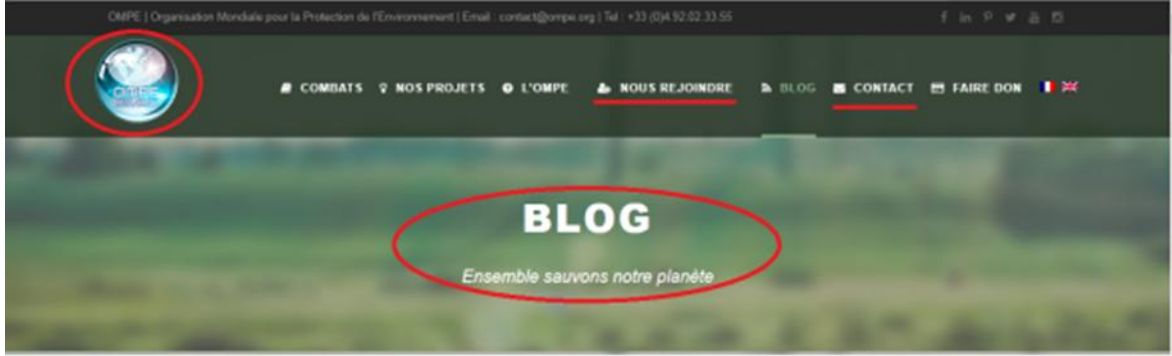 OMPE | Organisation Mondiale pour la Protection de l'Environnement | Email : contact@ompe.org | Tel : +33 (0)4.92.02.33.55
OMPE
COMBATS NOS PROJETS L'OMPE NOUS REJOINDRE BLOG CONTACT FAIRE DON
BLOG
Ensemble sauvons notre planète